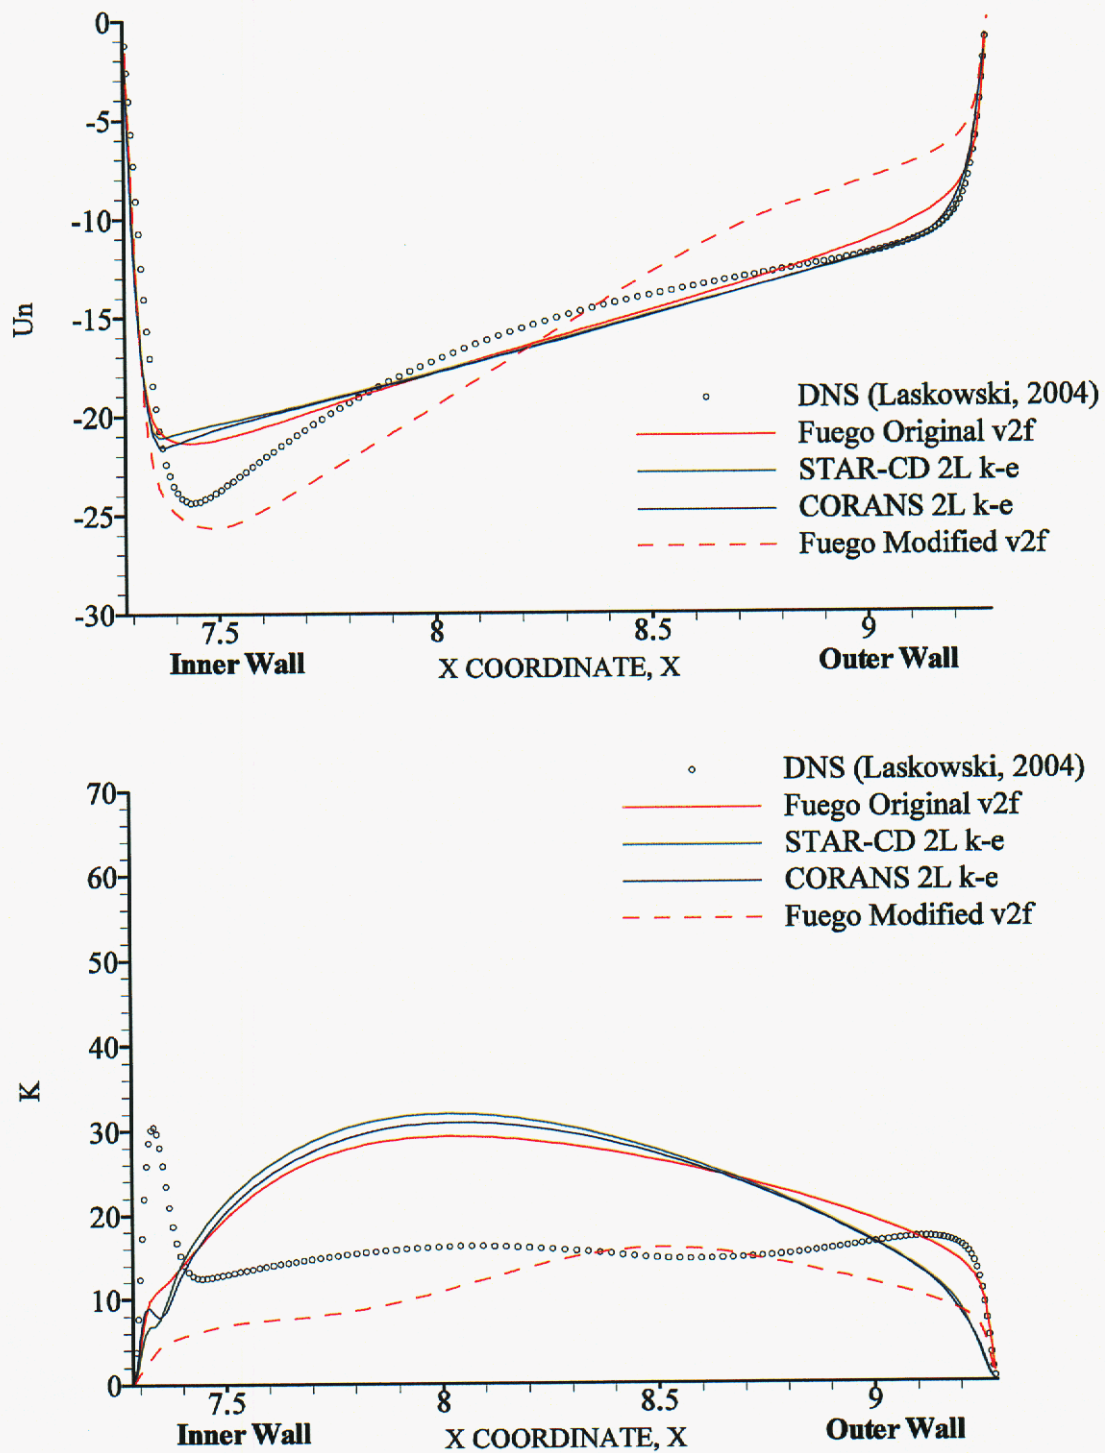 0
-5
-10
-15
-20
-25
-30
Un
DNS (Laskowski, 2004)
Fuego Original v2f
STAR-CD 2L k-e
CORANS 2L k-e
Fuego Modified v2f
7.5
8
8.5
9
Inner Wall
X COORDINATE, X
Outer Wall
DNS (Laskowski, 2004)
Fuego Original v2f
STAR-CD 2L k-e
CORANS 2L k-e
Fuego Modified v2f
70
60
50
40
30
20
10
0
K
7.5
8
8.5
9
Inner Wall
X COORDINATE, X
Outer Wall